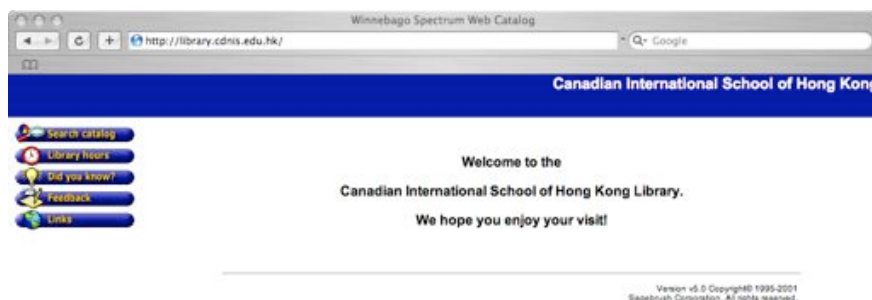 Winnebago Spectrum Web Catalog
http://library.cdnis.edu.hk/
Google
Canadian International School of Hong Kong
Search catalog
Library hours
Did you know?
Feedback
Links
Welcome to the
Canadian International School of Hong Kong Library.
We hope you enjoy your visit!
Version v5.0 Copyright© 1995-2001
Sagebrush Corporation. All rights reserved.